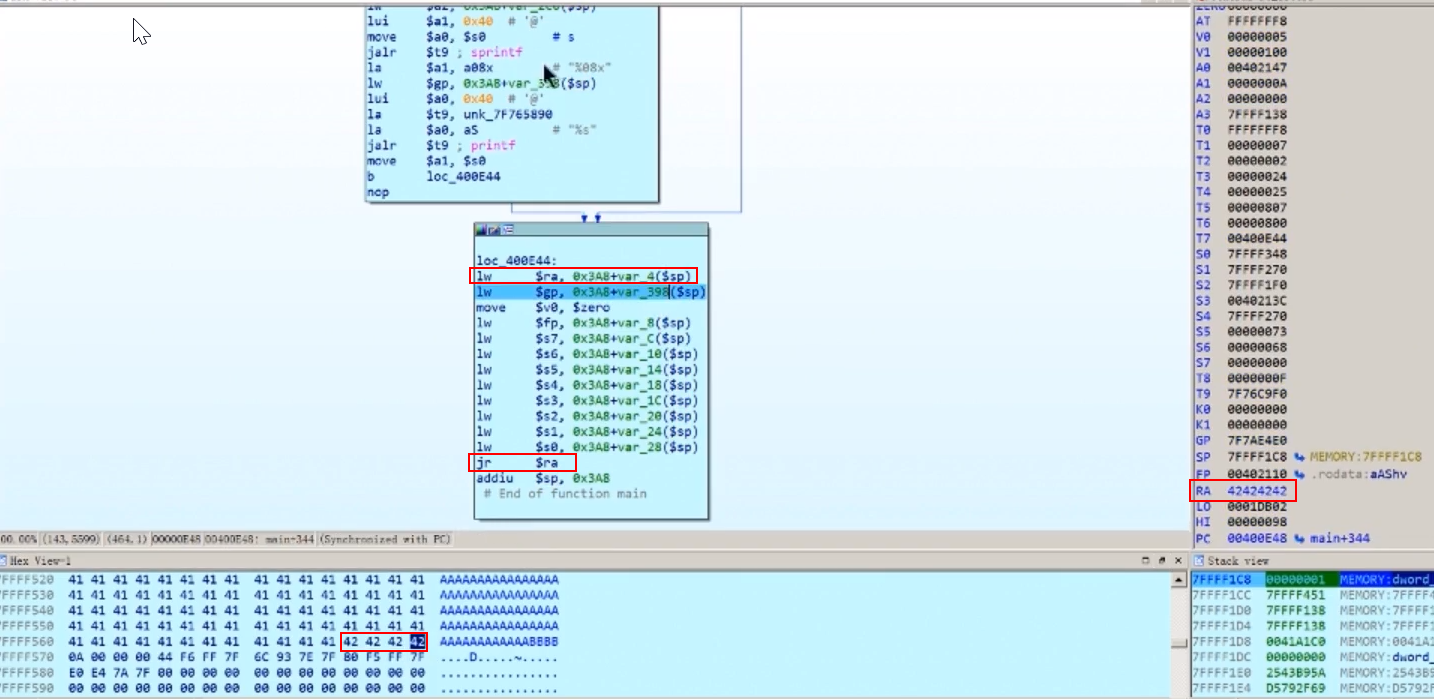 lui $a1, 0x40 # '@'
move $a0, $s0 # s
jalr $t9 ; sprintf
la $a1, a08x # "%08x"
lw $gp, 0x3A8+var_398($sp)
lui $a0, 0x40 # '@'
la $t9, unk_7F765890
la $a0, aS # "%s"
jalr $t9 ; printf
move $a1, $s0
b loc_400E44
nop
loc_400E44:
lw $ra, 0x3A8+var_4($sp)
lw $gp, 0x3A8+var_398($sp)
move $v0, $zero
lw $fp, 0x3A8+var_8($sp)
lw $s7, 0x3A8+var_C($sp)
lw $s6, 0x3A8+var_10($sp)
lw $s5, 0x3A8+var_14($sp)
lw $s4, 0x3A8+var_18($sp)
lw $s3, 0x3A8+var_1C($sp)
lw $s2, 0x3A8+var_20($sp)
lw $s1, 0x3A8+var_24($sp)
lw $s0, 0x3A8+var_28($sp)
jr $ra
addiu $sp, 0x3A8
# End of function main
00.00% (143,5599) (464,1) 00000E48 00400E48: main+344 (Synchronized with PC)
AT FFFFFFF8
V0 00000005
V1 00000100
A0 00402147
A1 0000000A
A2 00000000
A3 7FFFF138
T0 FFFFFFF8
T1 00000007
T2 00000002
T3 00000024
T4 00000025
T5 00000807
T6 00000800
T7 00400E44
S0 7FFFF348
S1 7FFFF270
S2 7FFFF1F0
S3 0040213C
S4 7FFFF270
S5 00000073
S6 00000068
S7 00000000
T8 0000000F
T9 7F76C9F0
K0 00000000
K1 00000000
GP 7F7AE4E0
SP 7FFFF1C8 MEMORY:7FFFF1C8
FP 00402110 .rodata:aAShv
RA 42424242
LO 0001DB02
HI 00000098
PC 00400E48 main+344
Hex View-1
7FFFF520 41 41 41 41 41 41 41 41 41 41 41 41 41 41 41 41 AAAAAAAAAAAAAAAA
7FFFF530 41 41 41 41 41 41 41 41 41 41 41 41 41 41 41 41 AAAAAAAAAAAAAAAA
7FFFF540 41 41 41 41 41 41 41 41 41 41 41 41 41 41 41 41 AAAAAAAAAAAAAAAA
7FFFF550 41 41 41 41 41 41 41 41 41 41 41 41 41 41 41 41 AAAAAAAAAAAAAAAA
7FFFF560 41 41 41 41 41 41 41 41 41 41 41 41 42 42 42 42 AAAAAAAAAAAABBBB
7FFFF570 0A 00 00 00 44 F6 FF 7F 6C 93 7E 7F 80 F5 FF 7F ....D.....~.....
7FFFF580 E0 E4 7A 7F 00 00 00 00 00 00 00 00 00 00 00 00 ................
7FFFF590 00 00 00 00 00 00 00 00 00 00 00 00 00 00 00 00 ................
Stack view
7FFFF1C8 00000001 MEMORY:dword_
7FFFF1CC 7FFFF451 MEMORY:7FFFF4
7FFFF1D0 7FFFF138 MEMORY:7FFFF1
7FFFF1D4 7FFFF138 MEMORY:7FFFF1
7FFFF1D8 0041A1C0 MEMORY:0041A1
7FFFF1DC 00000000 MEMORY:dword_
7FFFF1E0 2543B95A MEMORY:2543B9
7FFFF1E4 D5792F69 MEMORY:D5792F